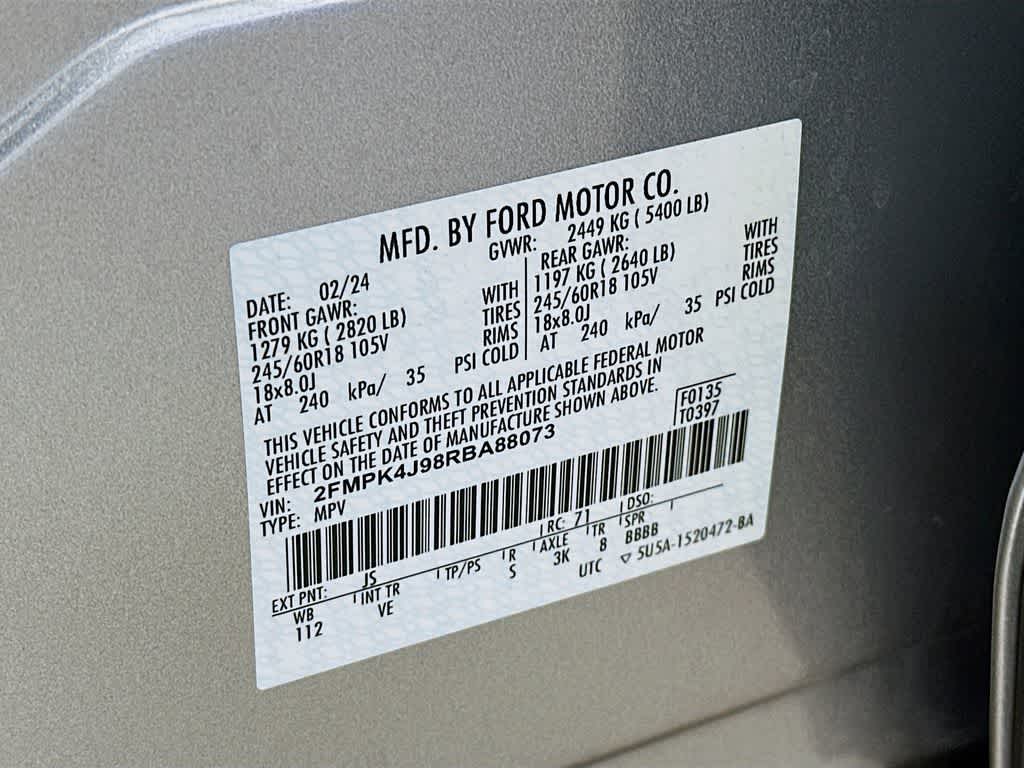 MFD. BY FORD MOTOR CO.
DATE: 02/24 GVWR: 2449 KG ( 5400 LB)
FRONT GAWR: REAR GAWR:
1279 KG ( 2820 LB) WITH 1197 KG ( 2640 LB) WITH
245/60R18 105V TIRES 245/60R18 105V TIRES
18x8.0J RIMS 18x8.0J RIMS
AT 240 kPa/ 35 PSI COLD AT 240 kPa/ 35 PSI COLD
THIS VEHICLE CONFORMS TO ALL APPLICABLE FEDERAL MOTOR
VEHICLE SAFETY AND THEFT PREVENTION STANDARDS IN
EFFECT ON THE DATE OF MANUFACTURE SHOWN ABOVE.
VIN: 2FMPK4J98RBA88073 F0135
TYPE: MPV T0397
EXT PNT: JS RC: 71 DSO:
WB INT TR TP/PS R AXLE TR SPR
112 VE S 3K 8 BBBB
UTC ▽ 5U5A-1520472-BA